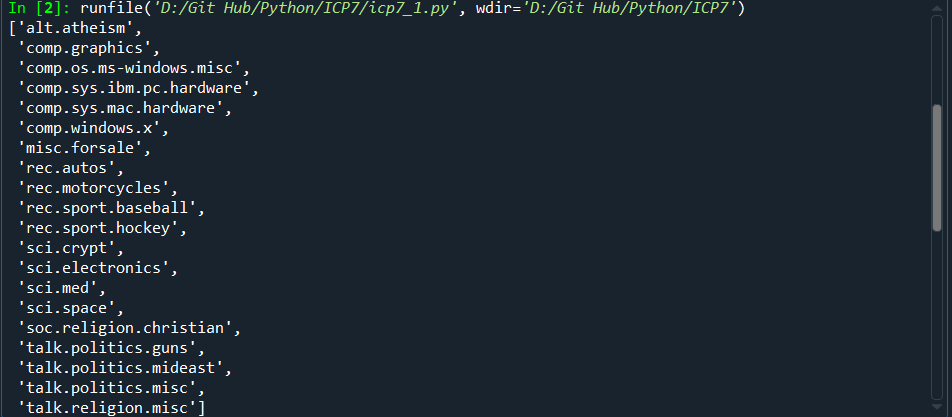 In [2]: runfile('D:/Git Hub/Python/ICP7/icp7_1.py', wdir='D:/Git Hub/Python/ICP7')
['alt.atheism',
 'comp.graphics',
 'comp.os.ms-windows.misc',
 'comp.sys.ibm.pc.hardware',
 'comp.sys.mac.hardware',
 'comp.windows.x',
 'misc.forsale',
 'rec.autos',
 'rec.motorcycles',
 'rec.sport.baseball',
 'rec.sport.hockey',
 'sci.crypt',
 'sci.electronics',
 'sci.med',
 'sci.space',
 'soc.religion.christian',
 'talk.politics.guns',
 'talk.politics.mideast',
 'talk.politics.misc',
 'talk.religion.misc']